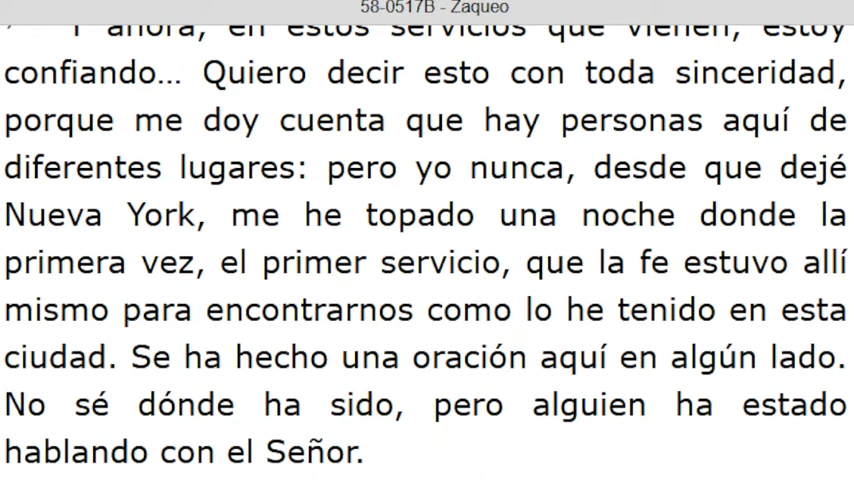 58-0517B - Zaqueo
Y ahora, en estos servicios que vienen, estoy
confiando... Quiero decir esto con toda sinceridad,
porque me doy cuenta que hay personas aquí de
diferentes lugares: pero yo nunca, desde que dejé
Nueva York, me he topado una noche donde la
primera vez, el primer servicio, que la fe estuvo allí
mismo para encontrarnos como lo he tenido en esta
ciudad. Se ha hecho una oración aquí en algún lado.
No sé dónde ha sido, pero alguien ha estado
hablando con el Señor.